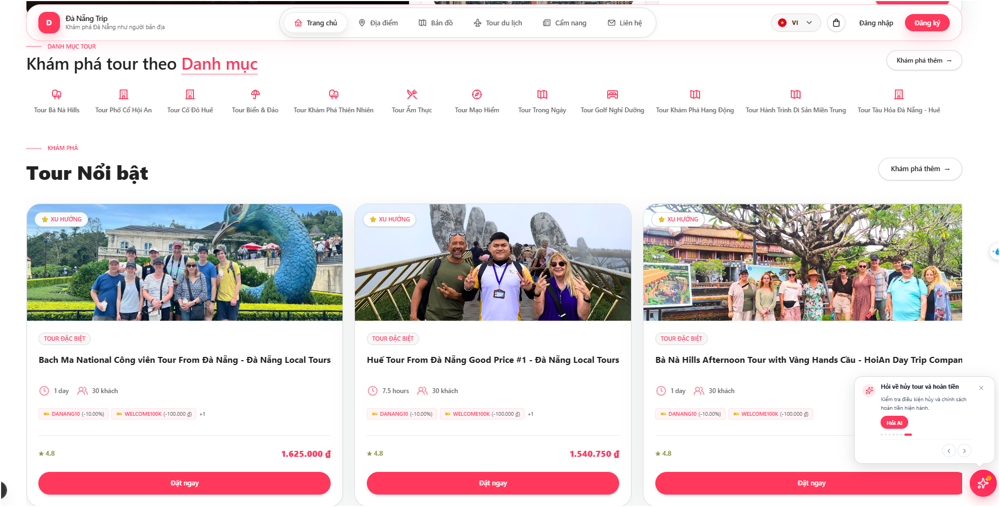 D
Đà Nẵng Trip
Khám phá Đà Nẵng như người bản địa
Trang chủ
Địa điểm
Bản đồ
Tour du lịch
Cẩm nang
Liên hệ
VI
Đăng nhập
Đăng ký
DANH MỤC TOUR
Khám phá tour theo Danh mục
Khám phá thêm →
Tour Bà Nà Hills
Tour Phố Cổ Hội An
Tour Cố Đô Huế
Tour Biển & Đảo
Tour Khám Phá Thiên Nhiên
Tour Ẩm Thực
Tour Mạo Hiểm
Tour Trong Ngày
Tour Golf Nghỉ Dưỡng
Tour Khám Phá Hang Động
Tour Hành Trình Di Sản Miền Trung
Tour Tàu Hỏa Đà Nẵng - Huế
KHÁM PHÁ
Tour Nổi bật
Khám phá thêm →
XU HƯỚNG
TOUR ĐẶC BIỆT
Bach Ma National Công viên Tour From Đà Nẵng - Đà Nẵng Local Tours
1 day
30 khách
DANANG10 (-10.00%)
WELCOME100K (-100.000 ₫)
+1
★ 4.8
1.625.000 ₫
Đặt ngay
XU HƯỚNG
TOUR ĐẶC BIỆT
Huế Tour From Đà Nẵng Good Price #1 - Đà Nẵng Local Tours
7.5 hours
30 khách
DANANG10 (-10.00%)
WELCOME100K (-100.000 ₫)
+1
★ 4.8
1.540.750 ₫
Đặt ngay
XU HƯỚNG
TOUR ĐẶC BIỆT
Bà Nà Hills Afternoon Tour with Vàng Hands Cầu - HoiAn Day Trip Compan
1 day
30 khách
DANANG10 (-10.00%)
WELCOME100K (-100.000 ₫)
★ 4.8
Đặt ngay
Hỏi về hủy tour và hoàn tiền
Kiểm tra điều kiện hủy và chính sách
hoàn tiền hiện hành.
Hỏi AI